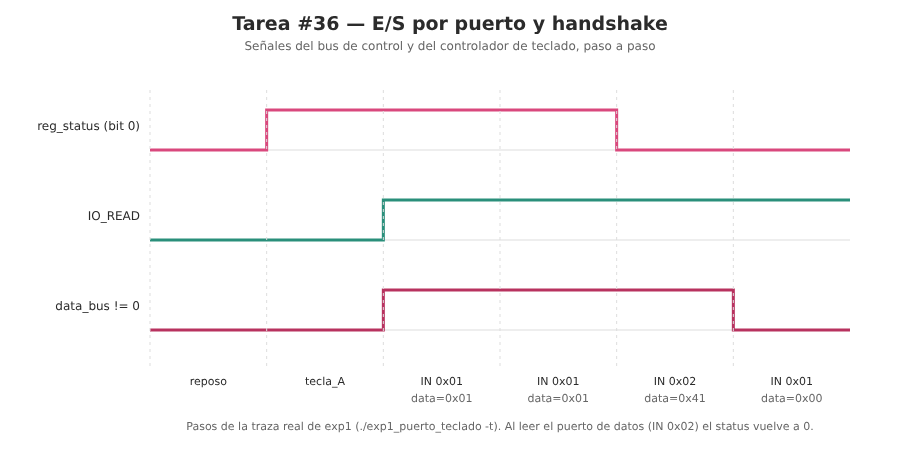 Tarea #36 — E/S por puerto y handshake
Señales del bus de control y del controlador de teclado, paso a paso
reg_status (bit 0)
IO_READ
data_bus != 0
reposo
tecla_A
IN 0x01
data=0x01
IN 0x01
data=0x01
IN 0x02
data=0x41
IN 0x01
data=0x00
Pasos de la traza real de exp1 (./exp1_puerto_teclado -t). Al leer el puerto de datos (IN 0x02) el status vuelve a 0.